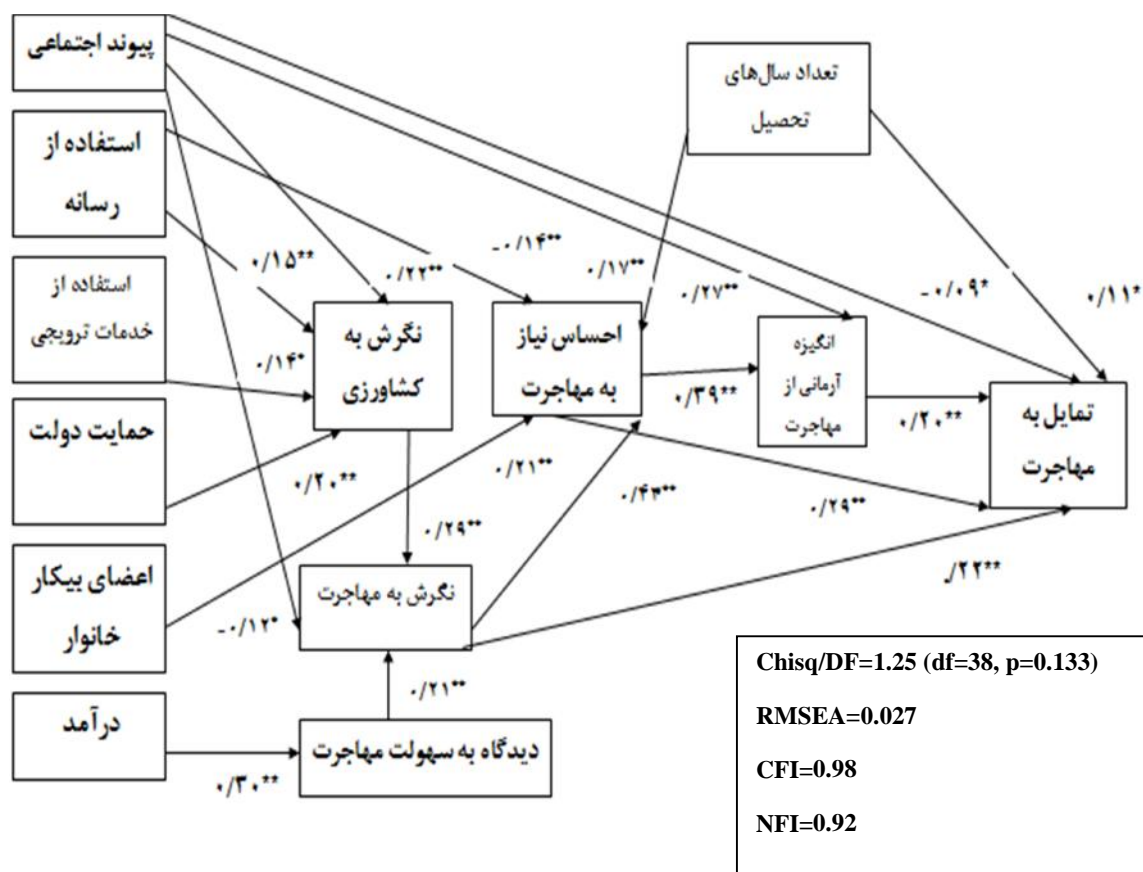 پیوند اجتماعی
تعداد سال‌های
تحصیل
استفاده از
رسانه
-۰/۱۴**
۰/۱۵**
۰/۲۲**
۰/۱۷**
۰/۲۷**
-۰/۰۹*
۰/۱۱*
استفاده از
خدمات ترویجی
۰/۱۴*
نگرش به
کشاورزی
احساس نیاز
به مهاجرت
انگیزه
آرمانی از
مهاجرت
تمایل به
مهاجرت
۰/۳۹**
۰/۲۰**
حمایت دولت
۰/۲۰**
۰/۲۱**
۰/۴۳**
۰/۲۹**
۰/۲۹**
اعضای بیکار
خانوار
نگرش به مهاجرت
-۰/۱۲*
./۲۲**
۰/۲۱**
درآمد
دیدگاه به سهولت مهاجرت
۰/۳۰**
Chisq/DF=1.25 (df=38, p=0.133)
RMSEA=0.027
CFI=0.98
NFI=0.92